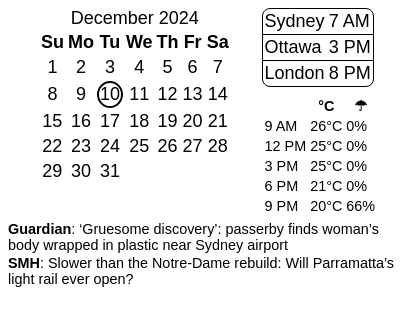 December 2024
Su Mo Tu We Th Fr Sa
1 2 3 4 5 6 7
8 9 10 11 12 13 14
15 16 17 18 19 20 21
22 23 24 25 26 27 28
29 30 31
Sydney 7 AM
Ottawa 3 PM
London 8 PM
°C ☂
9 AM 26°C 0%
12 PM 25°C 0%
3 PM 25°C 0%
6 PM 21°C 0%
9 PM 20°C 66%
Guardian: ‘Gruesome discovery’: passerby finds woman’s
body wrapped in plastic near Sydney airport
SMH: Slower than the Notre-Dame rebuild: Will Parramatta’s
light rail ever open?